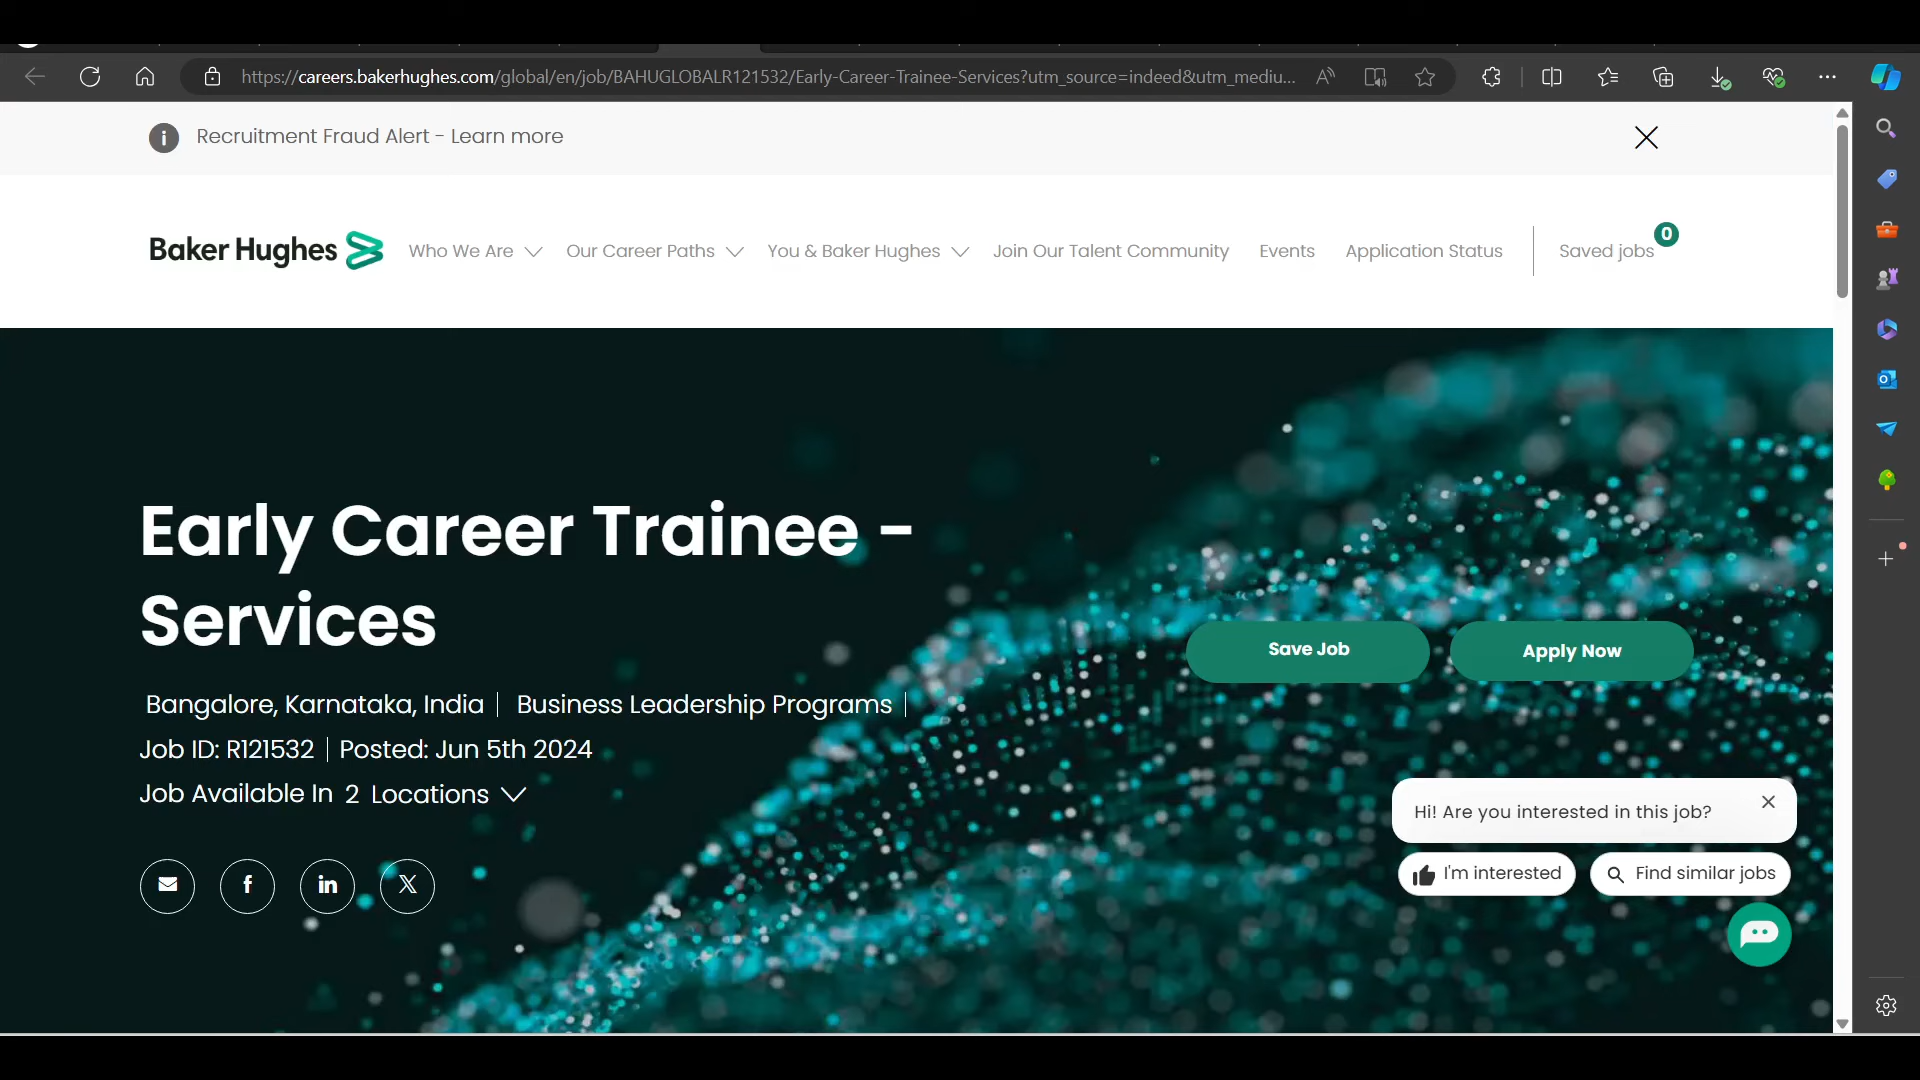 https://careers.bakerhughes.com/global/en/job/BAHUGLOBALR121532/Early-Career-Trainee-Services?utm_source=indeed&utm_mediu...
Recruitment Fraud Alert - Learn more
Baker Hughes
Who We Are
Our Career Paths
You & Baker Hughes
Join Our Talent Community
Events
Application Status
Saved jobs
0
Early Career Trainee -
Services
Save Job
Apply Now
Bangalore, Karnataka, India
Business Leadership Programs
Job ID: R121532
Posted: Jun 5th 2024
Job Available In 2 Locations
Hi! Are you interested in this job?
I'm interested
Find similar jobs